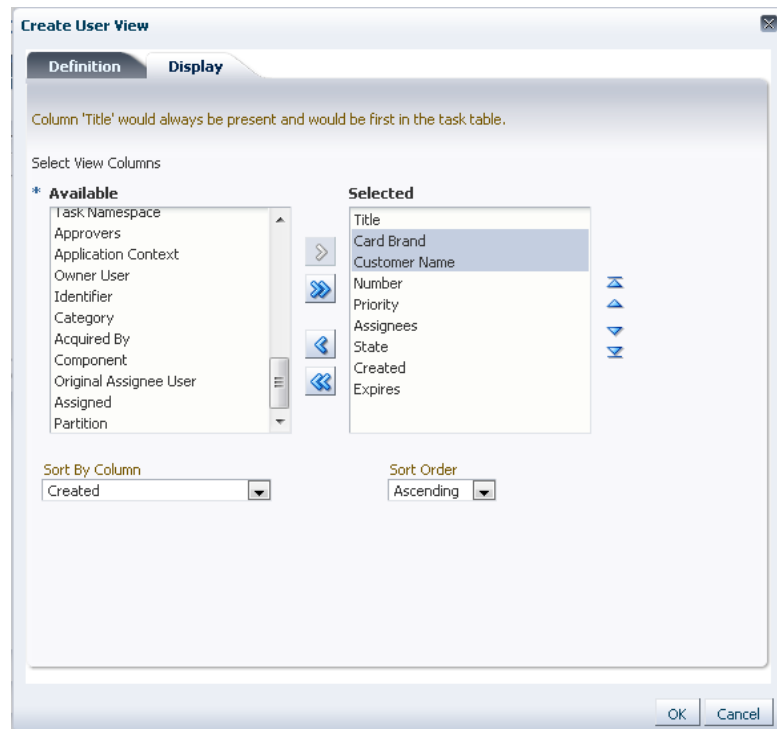 Create User View
Definition Display
Column 'Title' would always be present and would be first in the task table.
Select View Columns
* Available
Task Namespace
Approvers
Application Context
Owner User
Identifier
Category
Acquired By
Component
Original Assignee User
Assigned
Partition
Selected
Title
Card Brand
Customer Name
Number
Priority
Assignees
State
Created
Expires
Sort By Column
Created
Sort Order
Ascending
OK Cancel